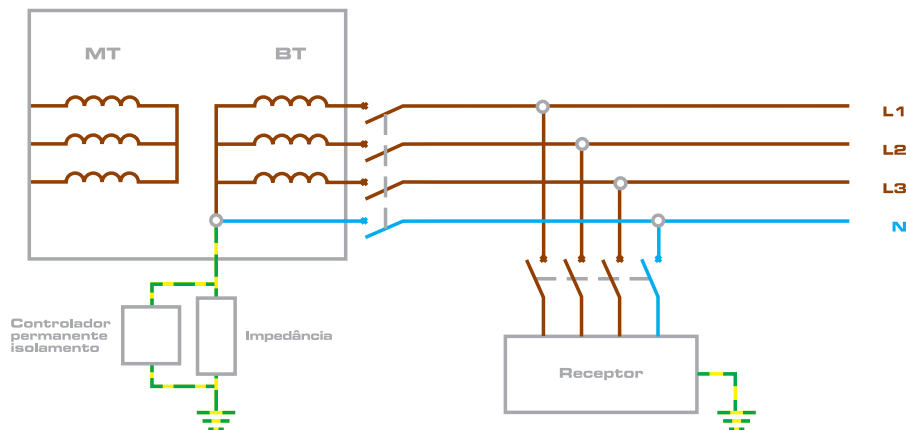 MT
BT
L1
L2
L3
N
Controlador
permanente
isolamento
Impedância
Receptor